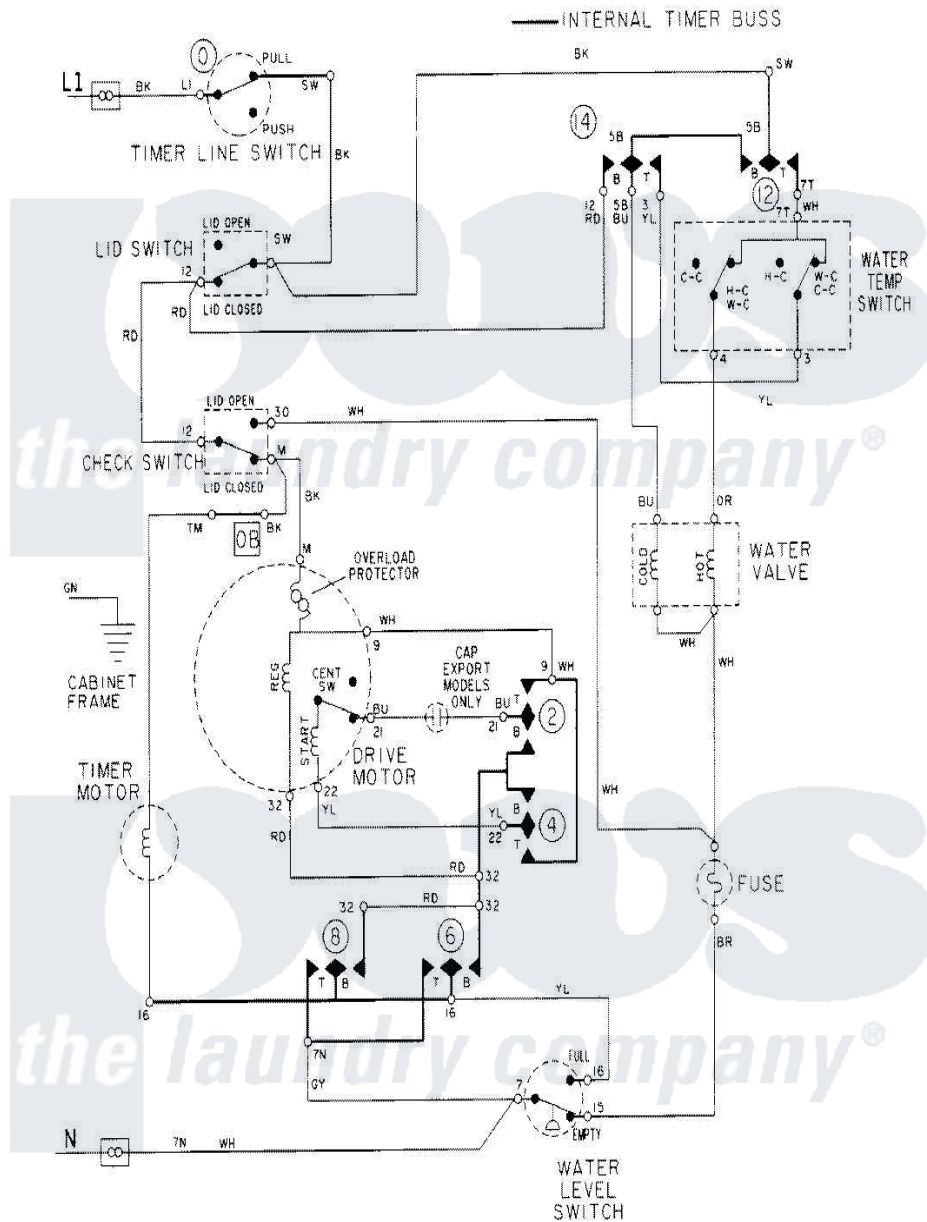 INTERNAL TIMER BUSS
BK
SW
O
PULL
L1
BK
L1
SW
PUSH
TIMER LINE SWITCH
BK
14
5B
5B
B
T
B
T
12
12
RD
5B
BU
3
YL
7T
WH
7T
LID SWITCH
LID OPEN
SW
12
LID CLOSED
RD
RD
C-C
H-C
W-C
H-C
W-C
C-C
WATER
TEMP
SWITCH
4
3
YL
LID OPEN
30
WH
12
CHECK SWITCH
M
LID CLOSED
BK
TM
BK
OB
the laundry company®
BU
OR
COLD
HOT
WATER
VALVE
WH
WH
M
OVERLOAD
PROTECTOR
GN
CABINET
FRAME
WH
9
REG
CENT
SW
START
BU
21
CAP
EXPORT
MODELS
ONLY
BU
21
9
WH
T
B
2
DRIVE
MOTOR
TIMER
MOTOR
32
22
YL
RD
YL
22
B
T
4
WH
RD
32
32
RD
32
FUSE
BR
8
6
T
B
T
B
16
16
YL
7N
GY
the laundry company®
7
FULL
16
15
EMPTY
N
7N
WH
WATER
LEVEL
SWITCH